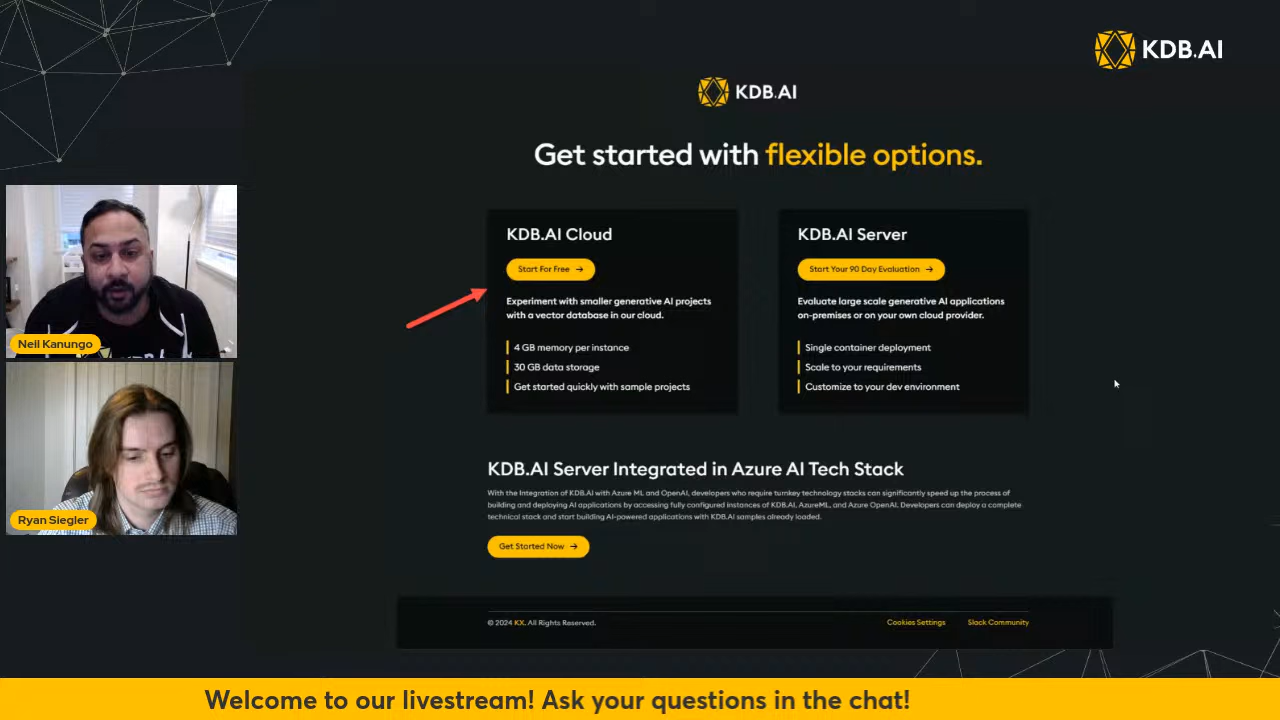 KDB.AI
KDB.AI
Get started with flexible options.
KDB.AI Cloud
Start For Free
Experiment with smaller generative AI projects
with a vector database in our cloud.
4 GB memory per instance
30 GB data storage
Get started quickly with sample projects
KDB.AI Server
Start Your 90 Day Evaluation
Evaluate large scale generative AI applications
on-premises or on your own cloud provider.
Single container deployment
Scale to your requirements
Customize to your dev environment
Neil Kanungo
Ryan Siegler
KDB.AI Server Integrated in Azure AI Tech Stack
With the Integration of KDB.AI with Azure ML and OpenAI, developers who require turnkey technology stacks can significantly speed up the process of
building and deploying AI applications by accessing fully configured instances of KDB.AI, AzureML, and Azure OpenAI. Developers can deploy a complete
technical stack and start building AI-powered applications with KDB.AI samples already loaded.
Get Started Now
© 2024 KX. All Rights Reserved.
Cookies Settings
Slack Community
Welcome to our livestream! Ask your questions in the chat!